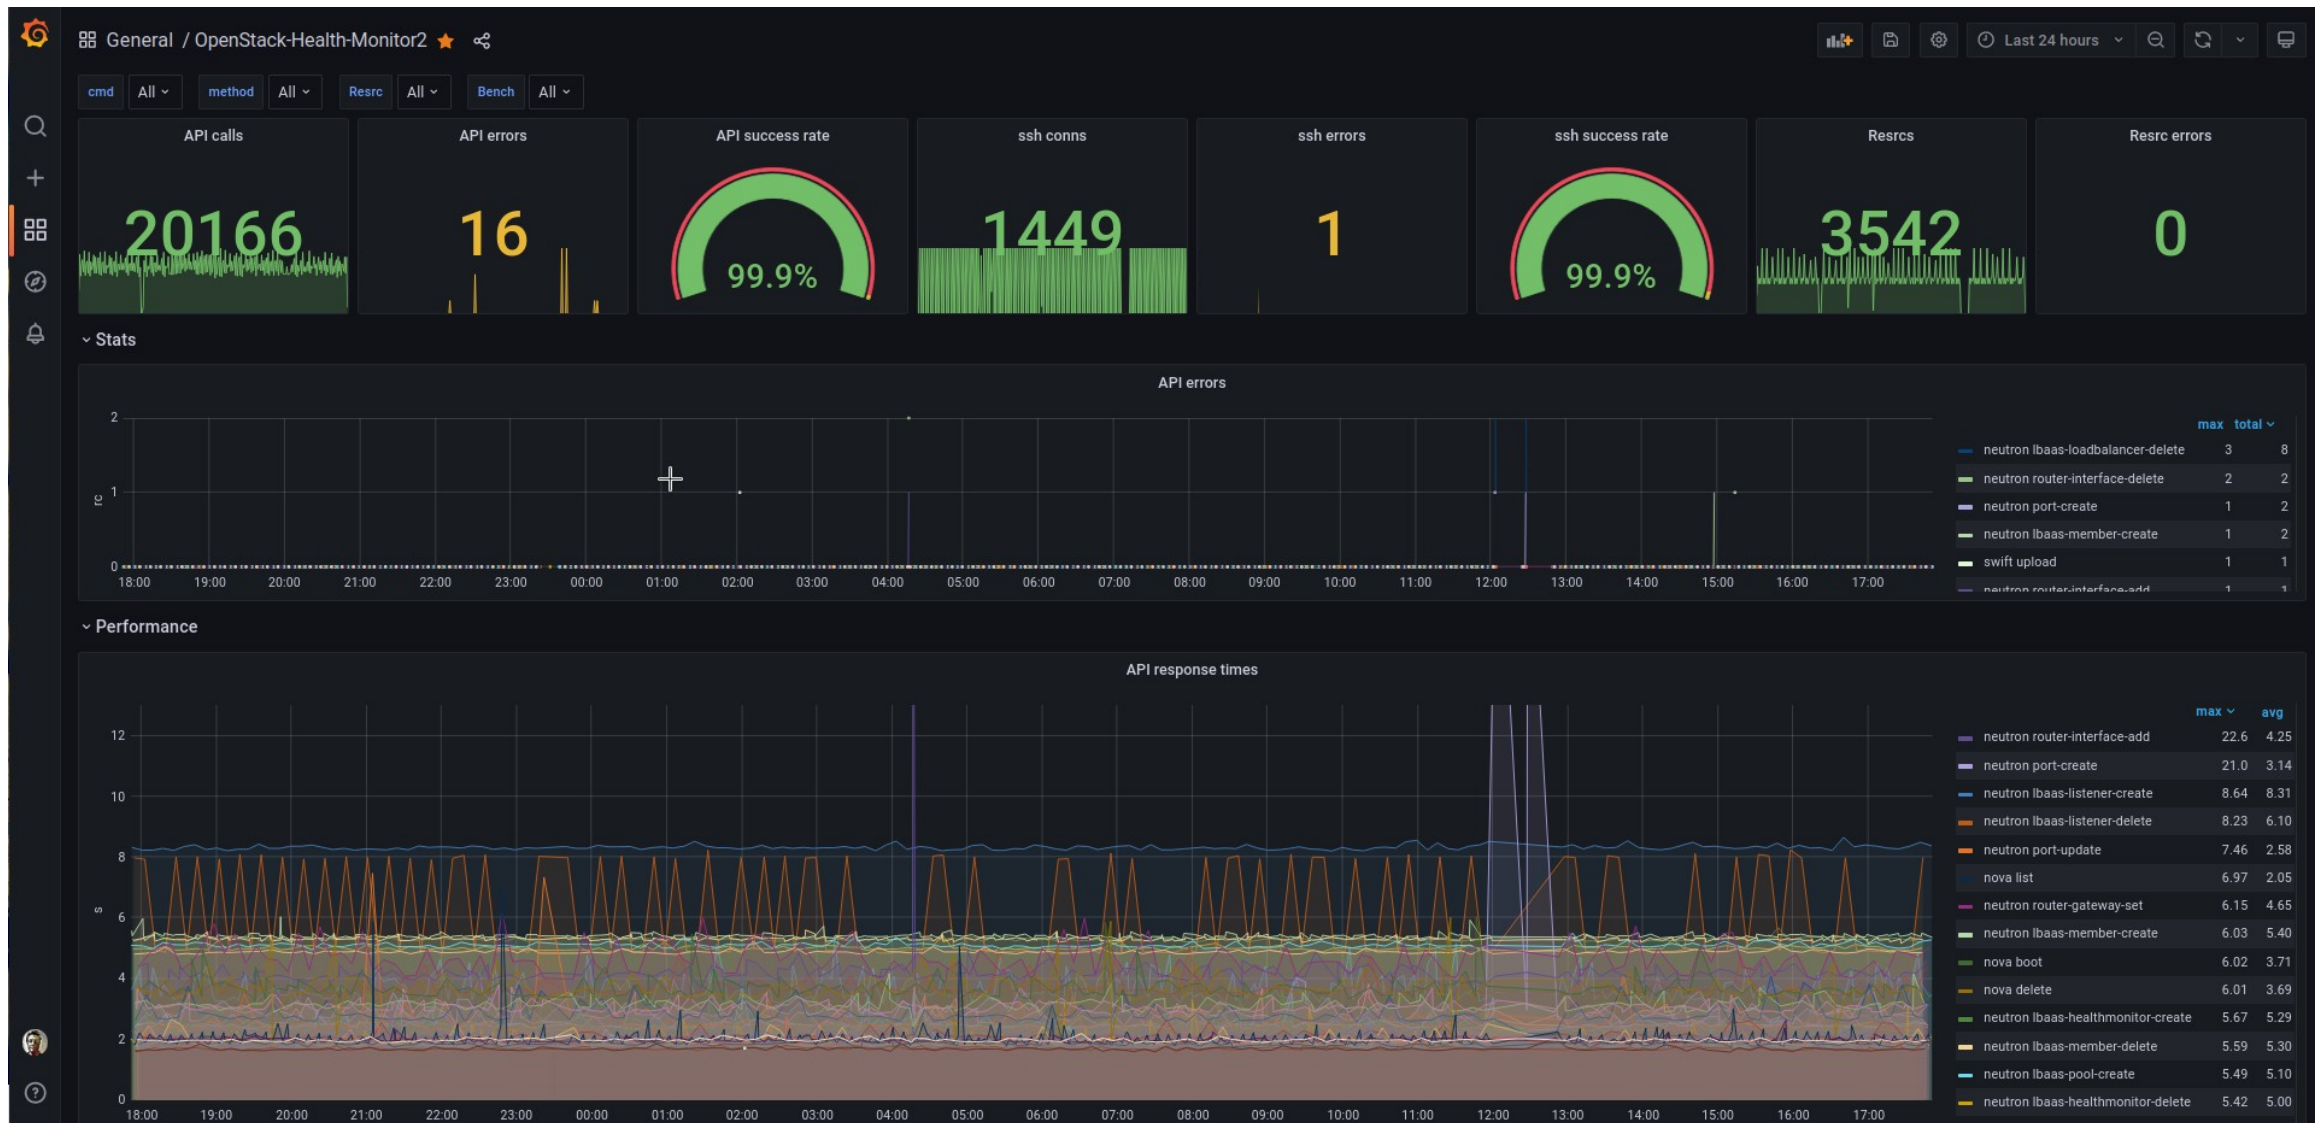 General / OpenStack-Health-Monitor2
Last 24 hours
cmd All method All Resrc All Bench All
API calls
20166
API errors
16
API success rate
99.9%
ssh conns
1449
ssh errors
1
ssh success rate
99.9%
Resrcs
3542
Resrc errors
0
Stats
API errors
rc
2
1
0
18:00 19:00 20:00 21:00 22:00 23:00 00:00 01:00 02:00 03:00 04:00 05:00 06:00 07:00 08:00 09:00 10:00 11:00 12:00 13:00 14:00 15:00 16:00 17:00
max total
neutron lbaas-loadbalancer-delete 3 8
neutron router-interface-delete 2 2
neutron port-create 1 2
neutron lbaas-member-create 1 2
swift upload 1 1
neutron router-interface-add 1 1
Performance
API response times
s
12
10
8
6
4
2
0
18:00 19:00 20:00 21:00 22:00 23:00 00:00 01:00 02:00 03:00 04:00 05:00 06:00 07:00 08:00 09:00 10:00 11:00 12:00 13:00 14:00 15:00 16:00 17:00
max avg
neutron router-interface-add 22.6 4.25
neutron port-create 21.0 3.14
neutron lbaas-listener-create 8.64 8.31
neutron lbaas-listener-delete 8.23 6.10
neutron port-update 7.46 2.58
nova list 6.97 2.05
neutron router-gateway-set 6.15 4.65
neutron lbaas-member-create 6.03 5.40
nova boot 6.02 3.71
nova delete 6.01 3.69
neutron lbaas-healthmonitor-create 5.67 5.29
neutron lbaas-member-delete 5.59 5.30
neutron lbaas-pool-create 5.49 5.10
neutron lbaas-healthmonitor-delete 5.42 5.00